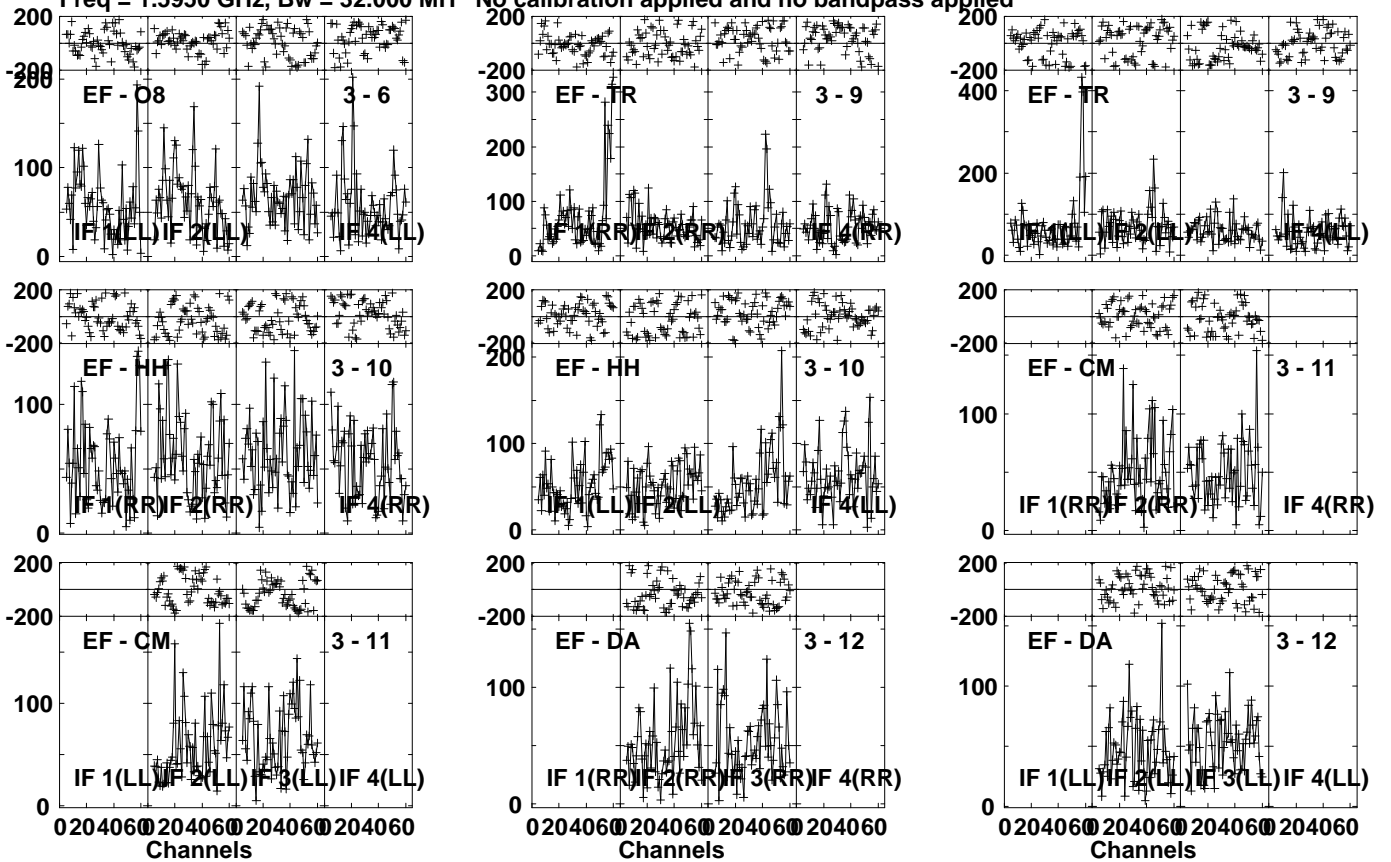 Freq = 1.5950 GHz, Bw = 32.000 MH No calibration applied and no bandpass applied
200 200 200
-200 -200 -200
200 300 400
EF - O8 3 - 6 EF - TR 3 - 9 EF - TR 3 - 9
200 200
100 100
IF 1(LL) IF 2(LL) IF 4(LL) IF 1(RR) IF 2(RR) IF 4(RR) IF 1(LL) IF 2(LL) IF 4(LL)
0 0 0
200 200 200
-200 -200 -200
200
EF - HH 3 - 10 EF - HH 3 - 10 EF - CM 3 - 11
100 100 100
IF 1(RR) IF 2(RR) IF 4(RR) IF 1(LL) IF 2(LL) IF 4(LL) IF 1(RR) IF 2(RR) IF 4(RR)
0 0 0
200 200 200
-200 -200 -200
EF - CM 3 - 11 EF - DA 3 - 12 EF - DA 3 - 12
100 100 100
IF 1(LL) IF 2(LL) IF 3(LL) IF 4(LL) IF 1(RR) IF 2(RR) IF 3(RR) IF 4(RR) IF 1(LL) IF 2(LL) IF 3(LL) IF 4(LL)
0 0 0
0 20 40 60 0 20 40 60 0 20 40 60 0 20 40 60 0 20 40 60 0 20 40 60 0 20 40 60 0 20 40 60 0 20 40 60 0 20 40 60 0 20 40 60 0 20 40 60
Channels Channels Channels